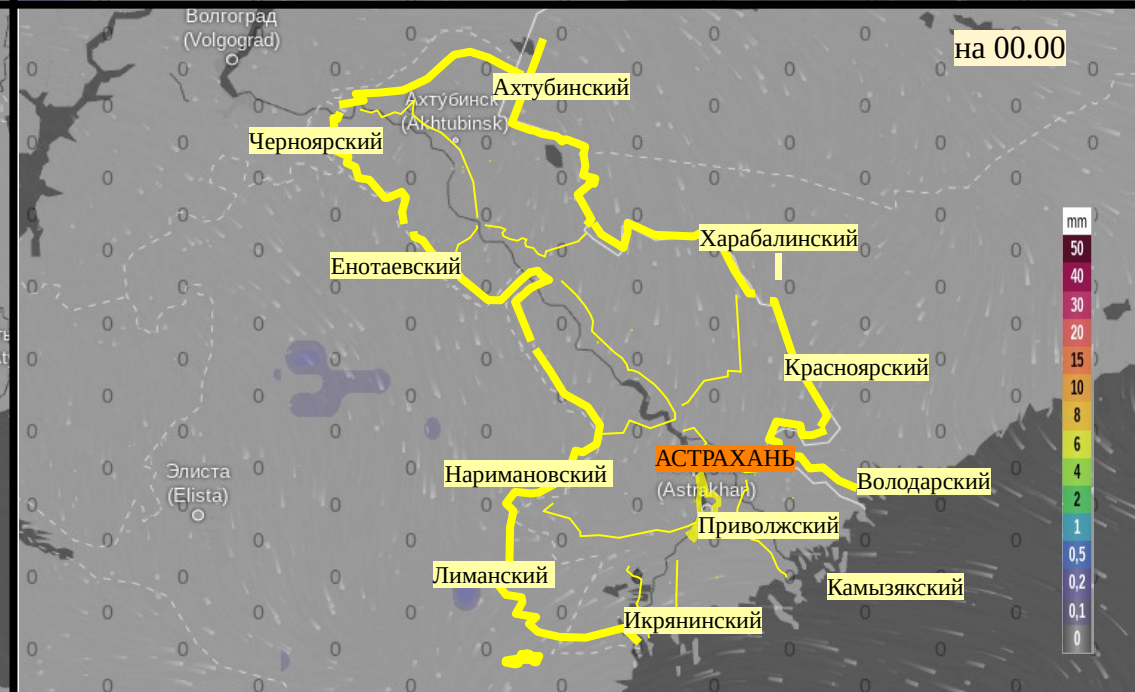 Волгоград
(Volgograd)
на 00.00
Ахтубинский
Ахтубинск
(Akhtubinsk)
Черноярский
mm
50
40
30
20
15
10
8
6
4
2
1
0,5
0,2
0,1
0
Харабалинский
Енотаевский
Красноярский
АСТРАХАНЬ
(Astrakhan)
Элиста
(Elista)
Наримановский
Володарский
Приволжский
Лиманский
Камызякский
Икрянинский